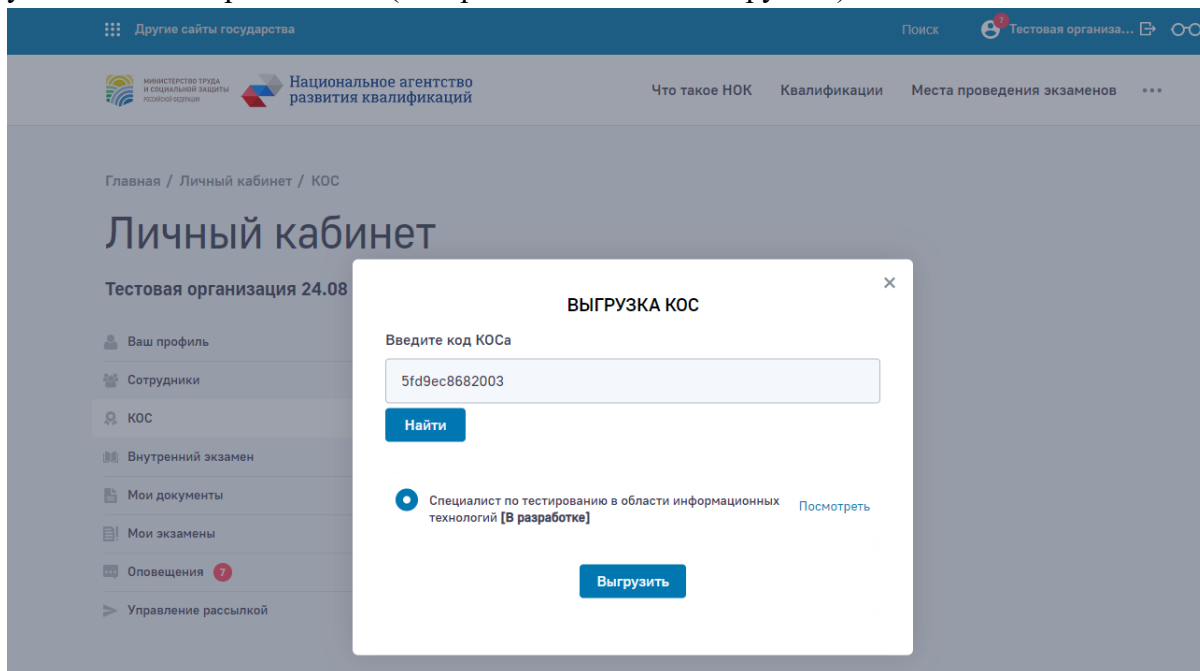 Другие сайты государства
Поиск
7
Тестовая организа...
МИНИСТЕРСТВО ТРУДА
И СОЦИАЛЬНОЙ ЗАЩИТЫ
РОССИЙСКОЙ ФЕДЕРАЦИИ
Национальное агентство
развития квалификаций
Что такое НОК Квалификации Места проведения экзаменов
Главная / Личный кабинет / КОС
Личный кабинет
Тестовая организация 24.08
Ваш профиль
Сотрудники
КОС
Внутренний экзамен
Мои документы
Мои экзамены
Оповещения 7
Управление рассылкой
ВЫГРУЗКА КОС
Введите код КОСа
5fd9ec8682003
Найти
Специалист по тестированию в области информационных
технологий [В разработке]
Посмотреть
Выгрузить